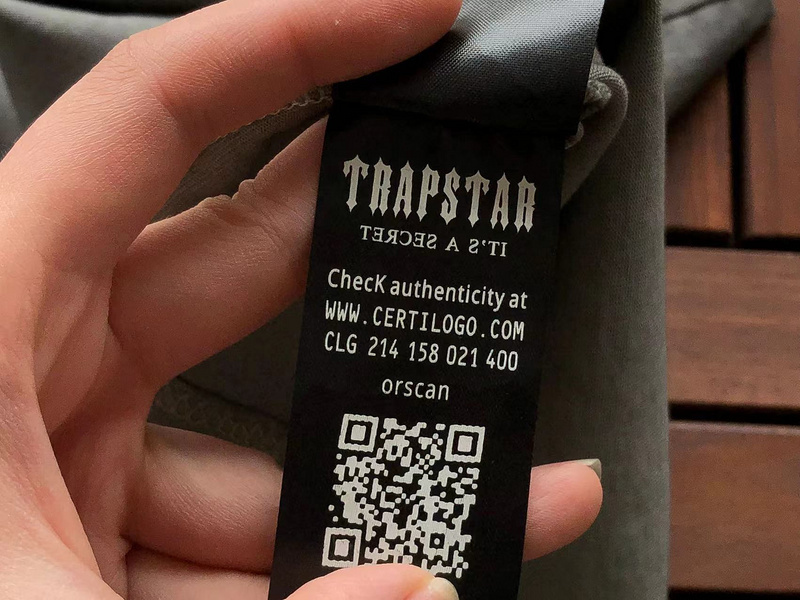 TRAPSTAR
IT'S A SECRET
ChecK authenticity at
WWW.CERTILOGO.COM
CLG 214 158 021 400
orscan